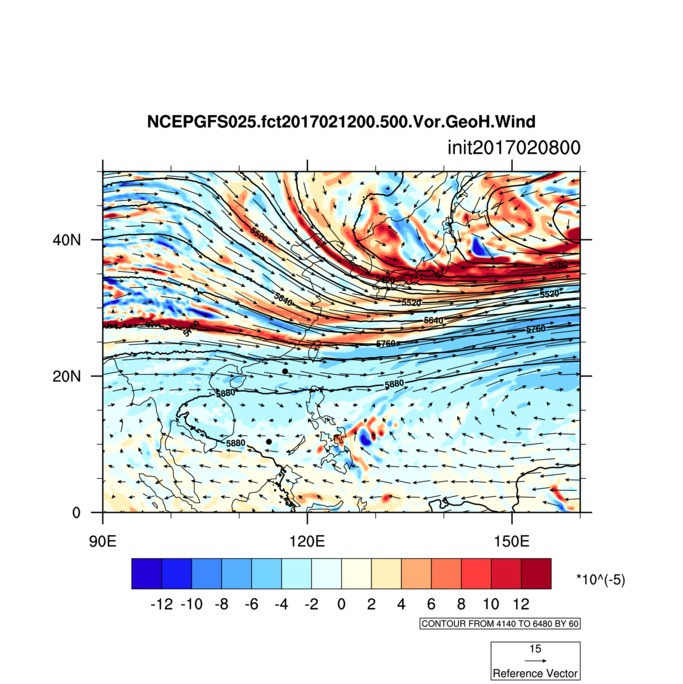 NCEPGFS025.fct2017021200.500.Vor.GeoH.Wind
init2017020800
40N
20N
0
5520
5640
5520
5520
5640
5760
5760
5880
5880
5880
90E 120E 150E
-12 -10 -8 -6 -4 -2 0 2 4 6 8 10 12
*10^(-5)
CONTOUR FROM 4140 TO 6480 BY 60
15
Reference Vector